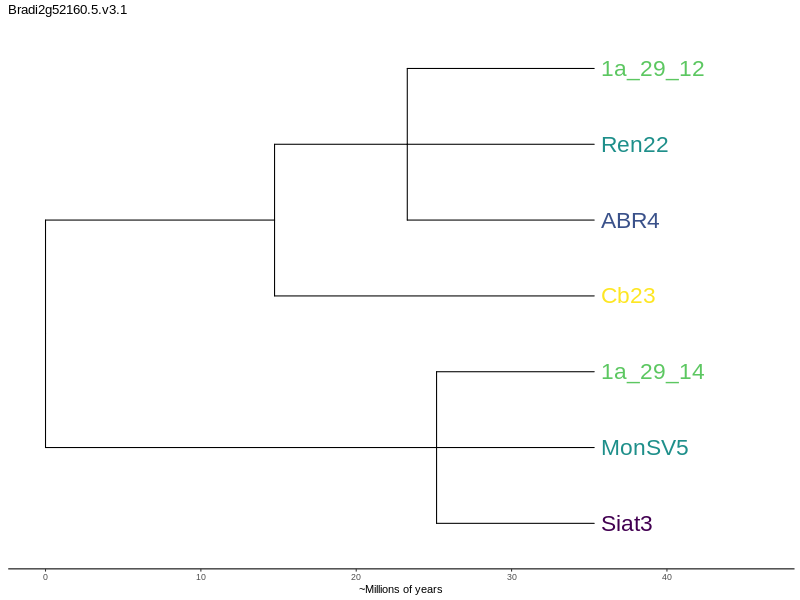 Bradi2g52160.5.v3.1
1a_29_12
Ren22
ABR4
Cb23
1a_29_14
MonSV5
Siat3
0 10 20 30 40
~Millions of years